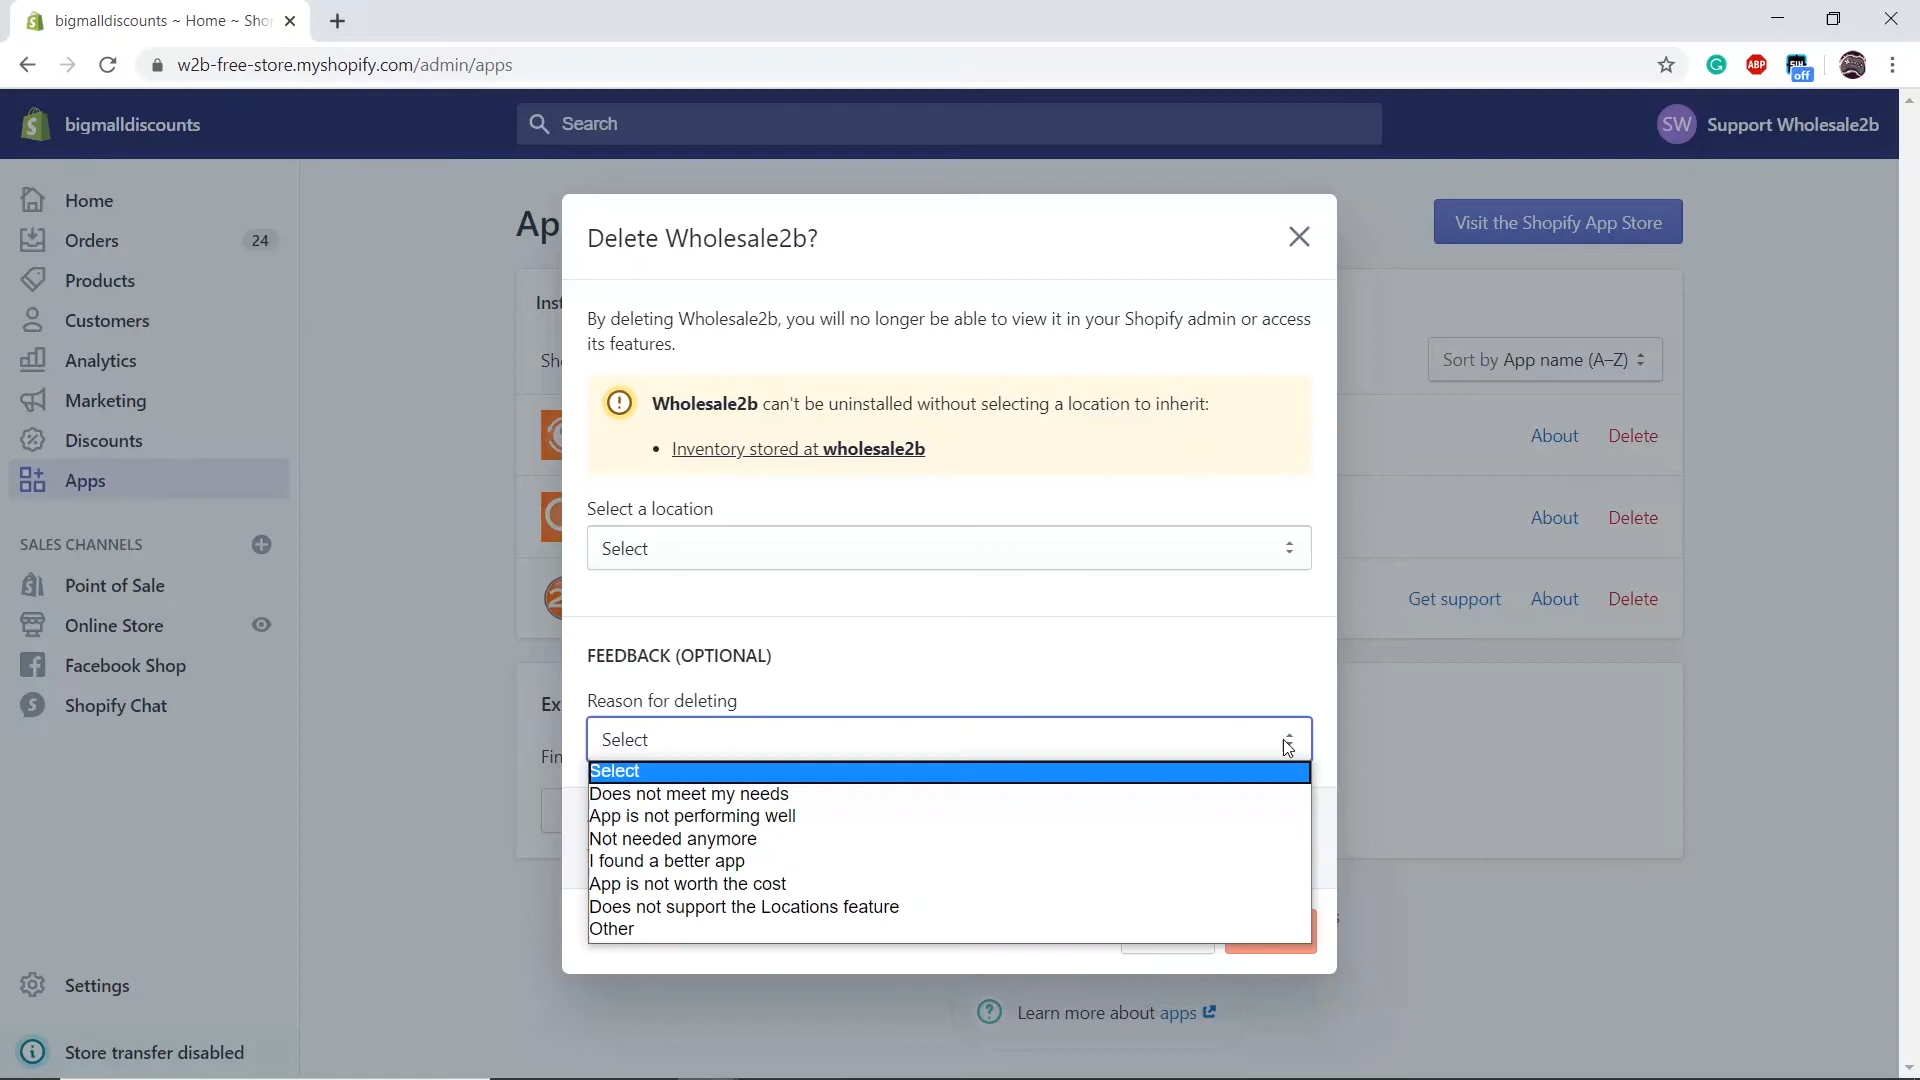 bigmalldiscounts ~ Home ~ Sho
w2b-free-store.myshopify.com/admin/apps
ABP
off
bigmalldiscounts
Search
SW
Support Wholesale2b
Home
Orders
24
Products
Customers
Analytics
Marketing
Discounts
Apps
SALES CHANNELS
Point of Sale
Online Store
Facebook Shop
Shopify Chat
Settings
Store transfer disabled
Ap
Visit the Shopify App Store
Inst
Sho
Sort by App name (A–Z)
About Delete
About Delete
Get support About Delete
Ex
Fin
Delete Wholesale2b?
By deleting Wholesale2b, you will no longer be able to view it in your Shopify admin or access
its features.
Wholesale2b can't be uninstalled without selecting a location to inherit:
• Inventory stored at wholesale2b
Select a location
Select
FEEDBACK (OPTIONAL)
Reason for deleting
Select
Select
Does not meet my needs
App is not performing well
Not needed anymore
I found a better app
App is not worth the cost
Does not support the Locations feature
Other
Learn more about apps